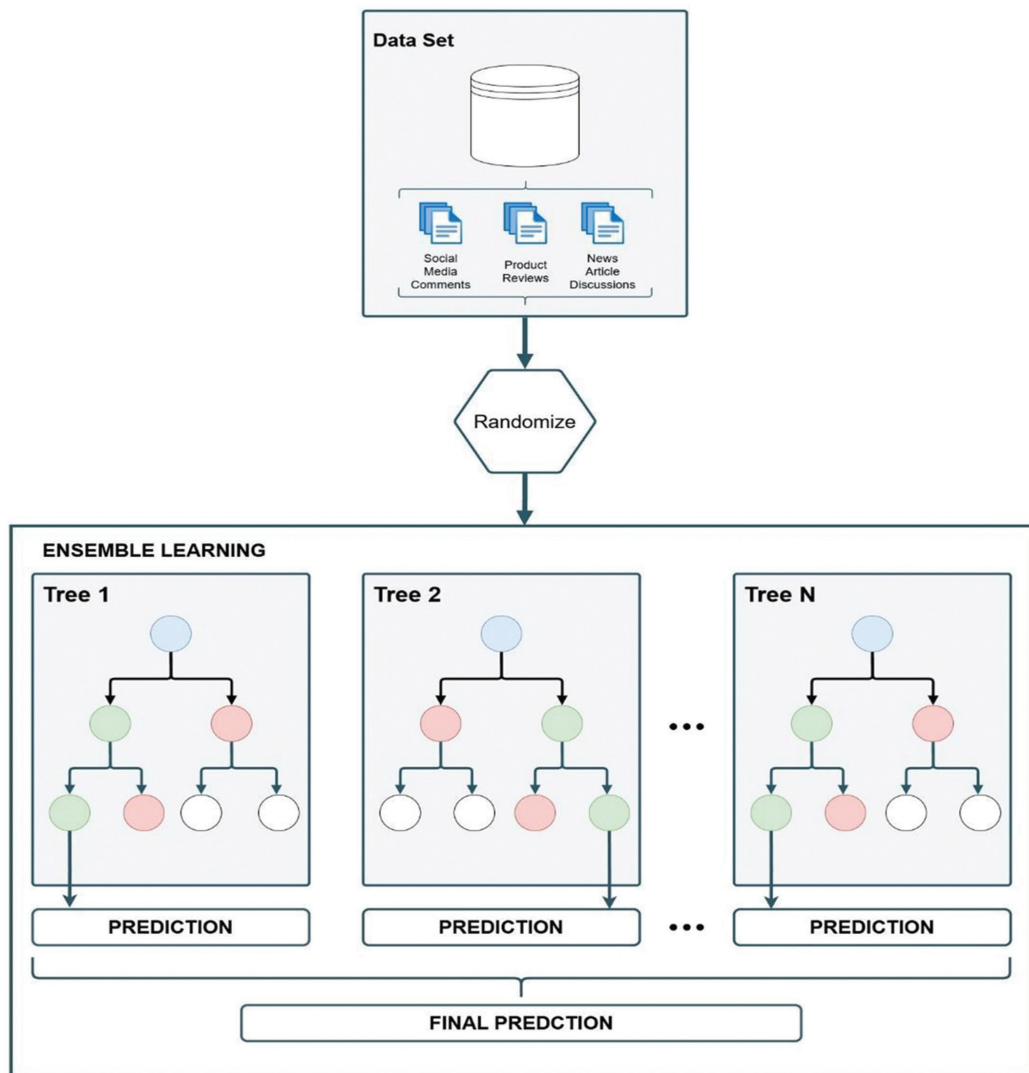 Data Set
Social
Media
Comments
Product
Reviews
News
Article
Discussions
Randomize
ENSEMBLE LEARNING
Tree 1
Tree 2
Tree N
...
PREDICTION
PREDICTION
...
PREDICTION
FINAL PREDCTION